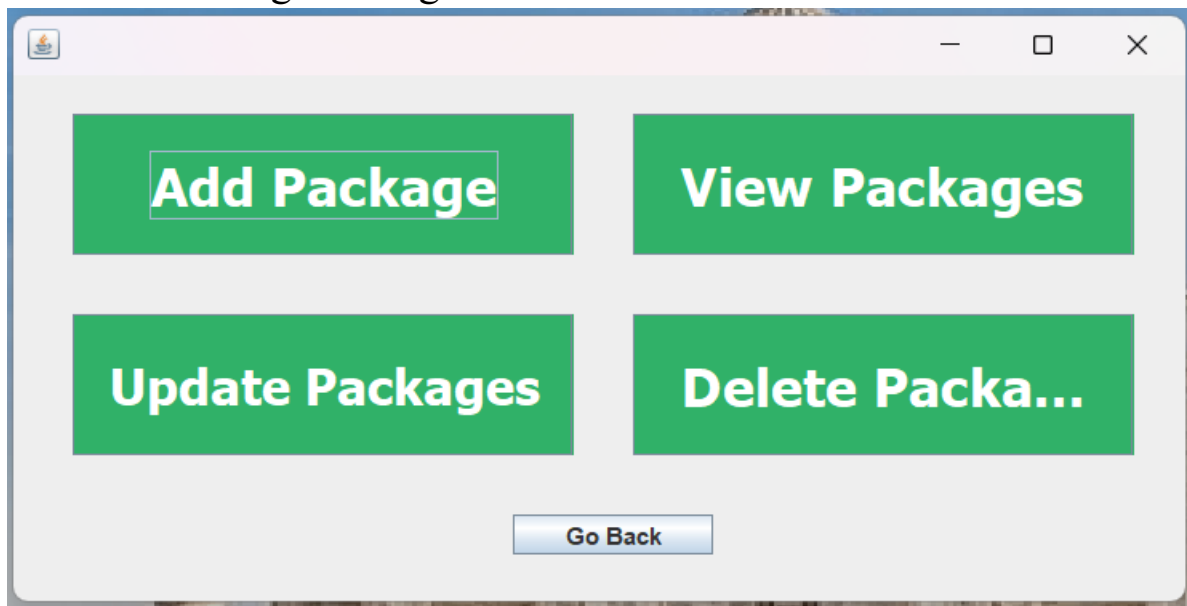 Add Package
View Packages
Update Packages
Delete Packa...
Go Back